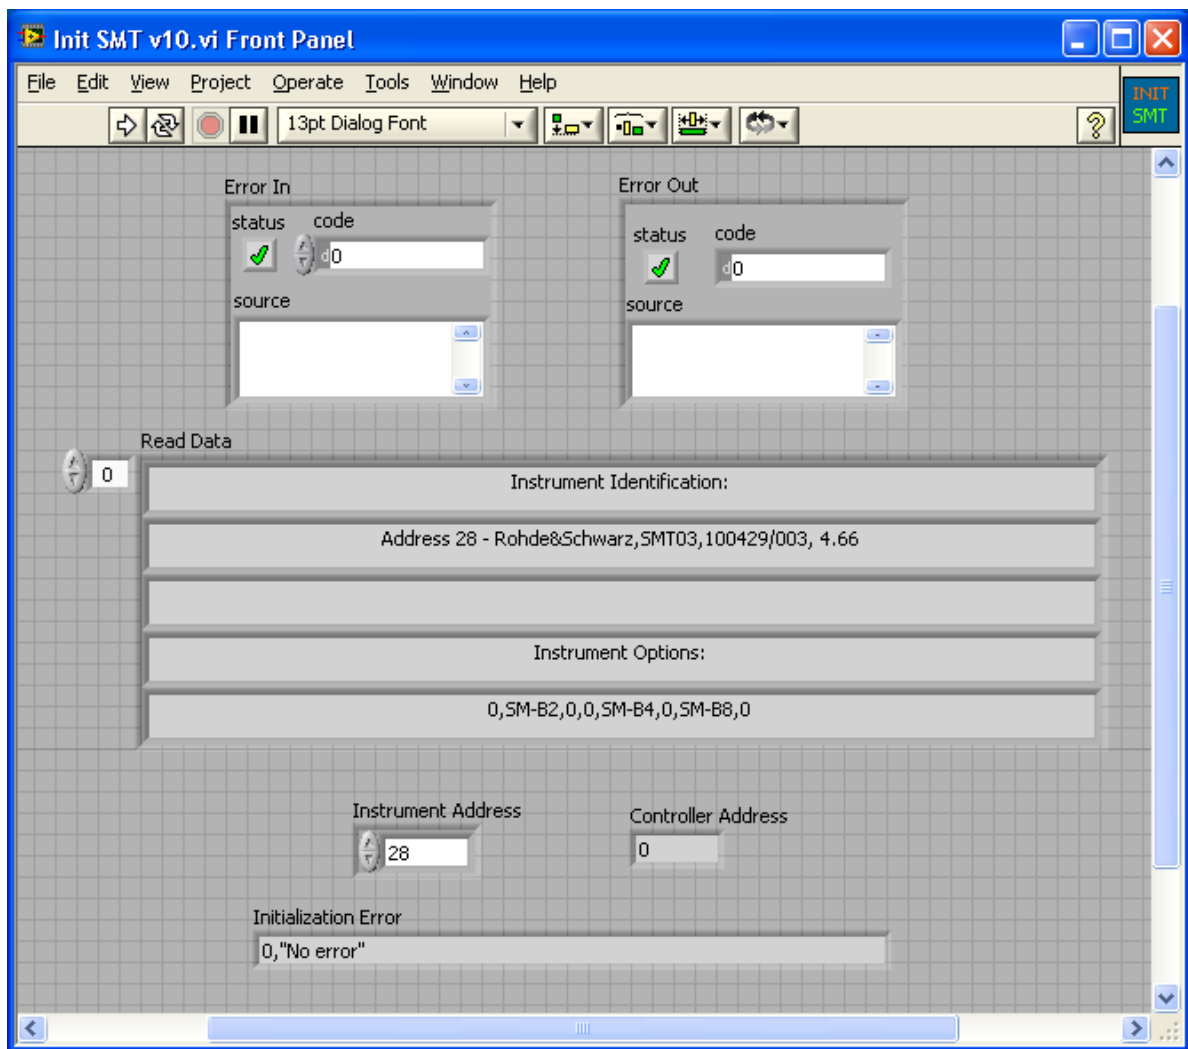 Init SMT v10.vi Front Panel
File Edit View Project Operate Tools Window Help
INIT
SMT
13pt Dialog Font
Error In
status code
d0
source
Error Out
status code
d0
source
Read Data
0
Instrument Identification:
Address 28 - Rohde&Schwarz,SMT03,100429/003, 4.66
Instrument Options:
0,SM-B2,0,0,SM-B4,0,SM-B8,0
Instrument Address
28
Controller Address
0
Initialization Error
0,"No error"